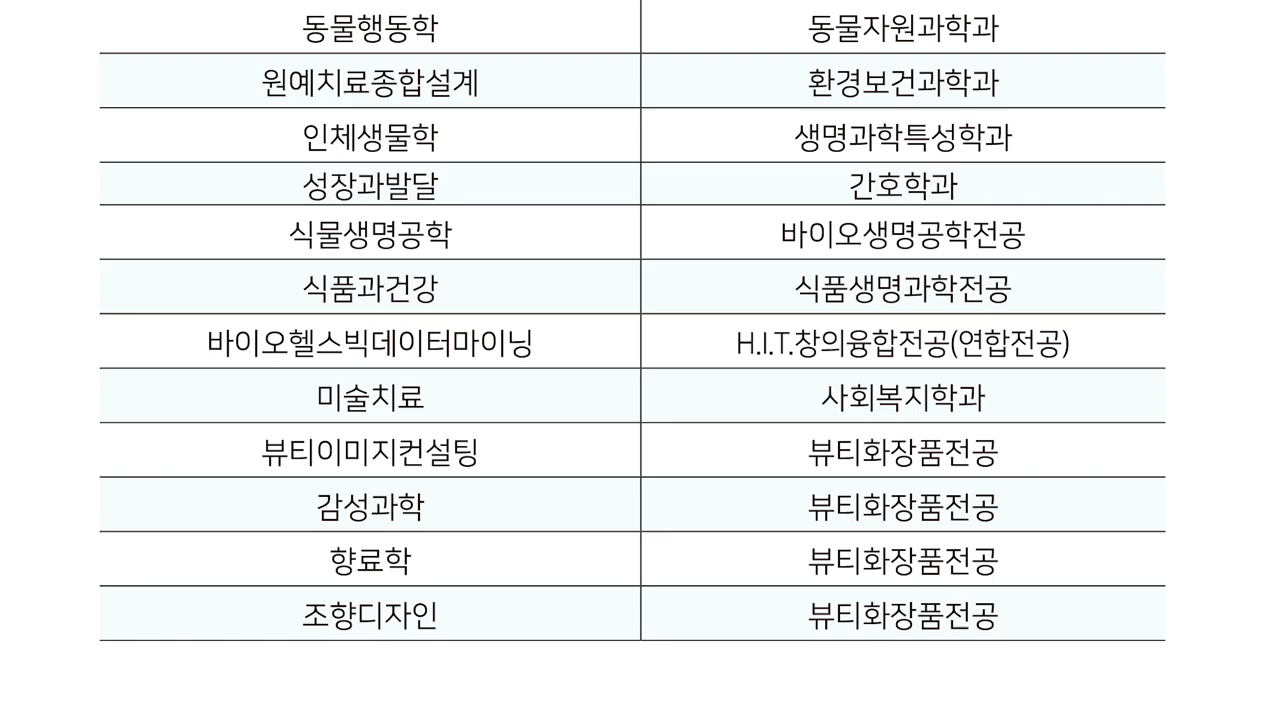 동물행동학 동물자원과학과
원예치료종합설계 환경보건과학과
인체생물학 생명과학특성학과
성장과발달 간호학과
식물생명공학 바이오생명공학전공
식품과건강 식품생명과학전공
바이오헬스빅데이터마이닝 H.I.T.창의융합전공(연합전공)
미술치료 사회복지학과
뷰티이미지컨설팅 뷰티화장품전공
감성과학 뷰티화장품전공
향료학 뷰티화장품전공
조향디자인 뷰티화장품전공